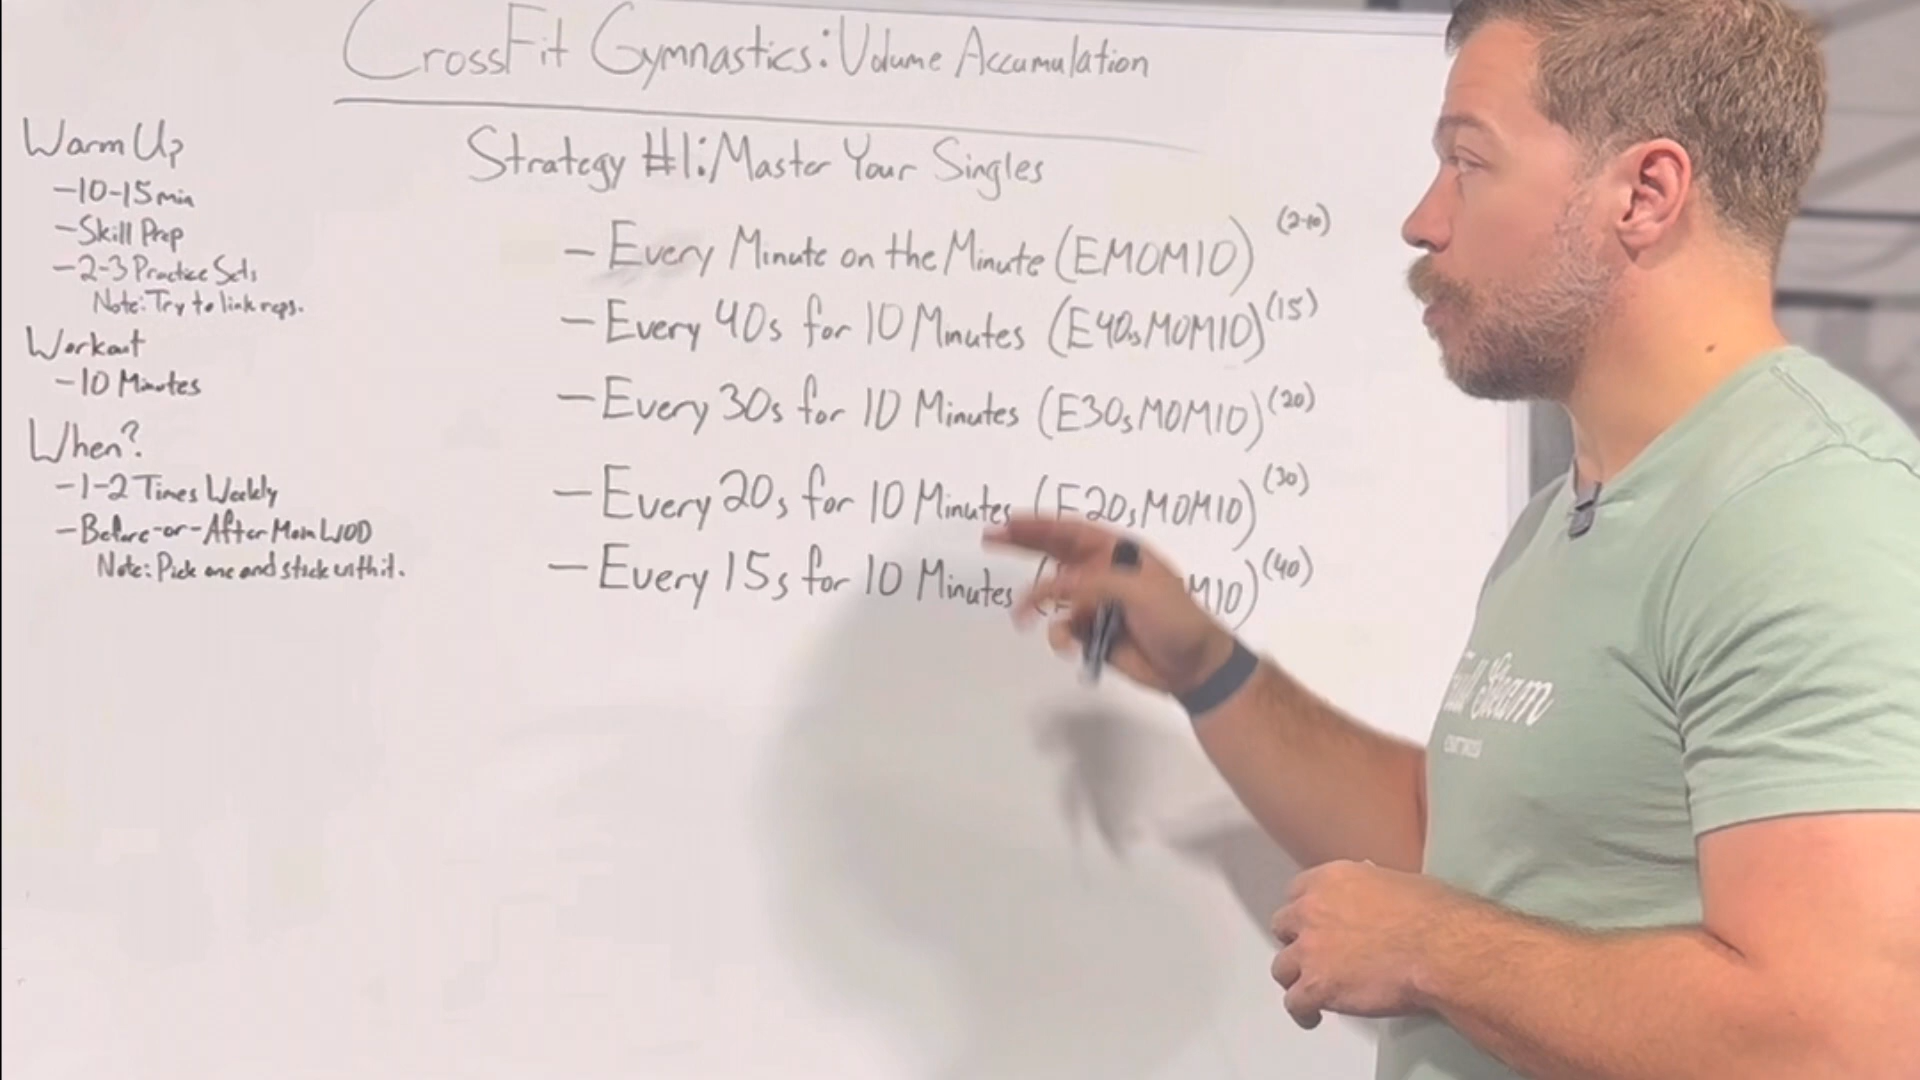 CrossFit Gymnastics: Volume Accumulation
Warm Up
-10-15 min
-Skill Prep
-2-3 Practice Sets
Note: Try to link reps.
Workout
-10 Minutes
When?
-1-2 Times Weekly
-Before-or-After Main WOD
Note: Pick one and stick with it.
Strategy #1: Master Your Singles
- Every Minute on the Minute (EMOM10) (2-10)
- Every 40s for 10 Minutes (E40sMOM10) (15)
- Every 30s for 10 Minutes (E30sMOM10) (20)
- Every 20s for 10 Minutes (E20sMOM10) (30)
- Every 15s for 10 Minutes (M10) (40)
Steam